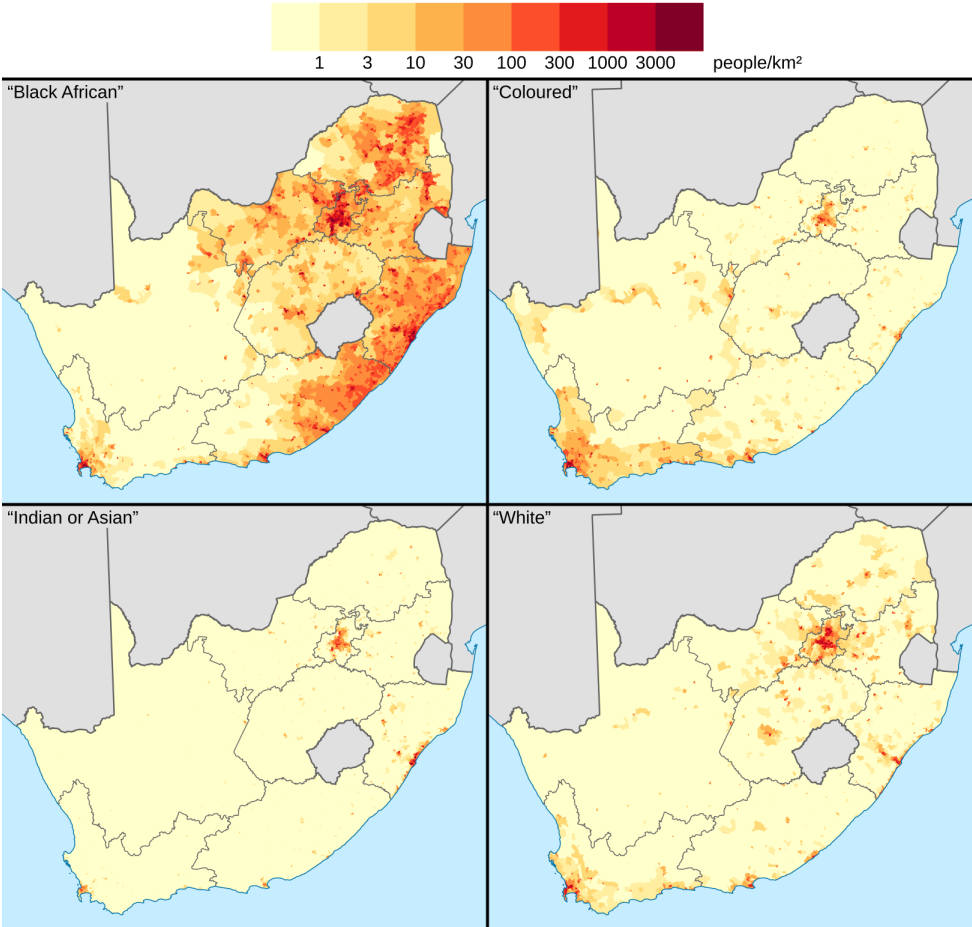 1 3 10 30 100 300 1000 3000 people/km²
“Black African”
“Coloured”
“Indian or Asian”
“White”